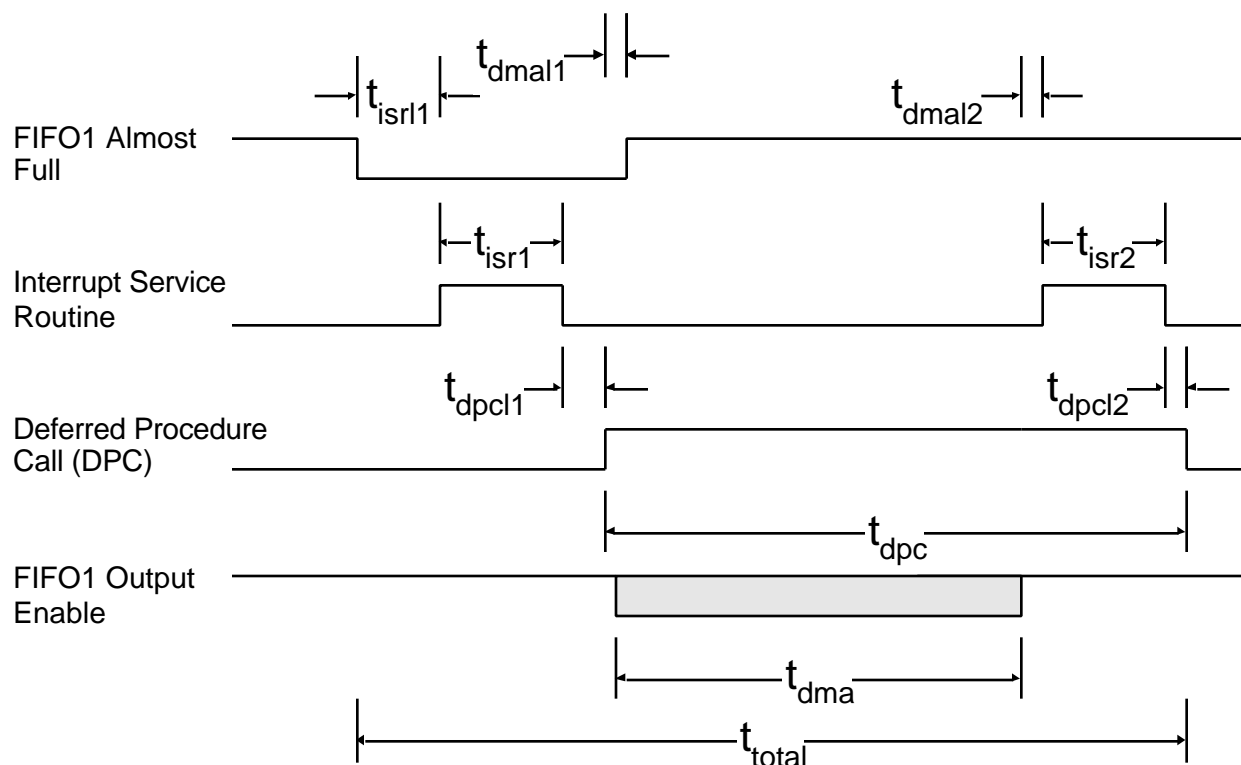 t_dmal1
t_isrl1
t_dmal2
FIFO1 Almost
Full
t_isr1
t_isr2
Interrupt Service
Routine
t_dpcl1
t_dpcl2
Deferred Procedure
Call (DPC)
t_dpc
FIFO1 Output
Enable
t_dma
t_total